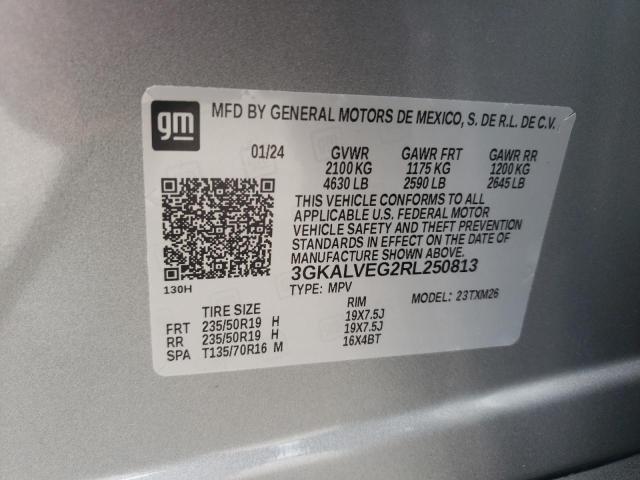 gm
MFD BY GENERAL MOTORS DE MEXICO, S. DE R.L. DE C.V.
01/24 GVWR GAWR FRT GAWR RR
2100 KG 1175 KG 1200 KG
4630 LB 2590 LB 2645 LB
THIS VEHICLE CONFORMS TO ALL
APPLICABLE U.S. FEDERAL MOTOR
VEHICLE SAFETY AND THEFT PREVENTION
STANDARDS IN EFFECT ON THE DATE OF
MANUFACTURE SHOWN ABOVE.
3GKALVEG2RL250813
130H
TYPE: MPV MODEL: 23TXM26
TIRE SIZE RIM
FRT 235/50R19 H 19X7.5J
RR 235/50R19 H 19X7.5J
SPA T135/70R16 M 16X4BT